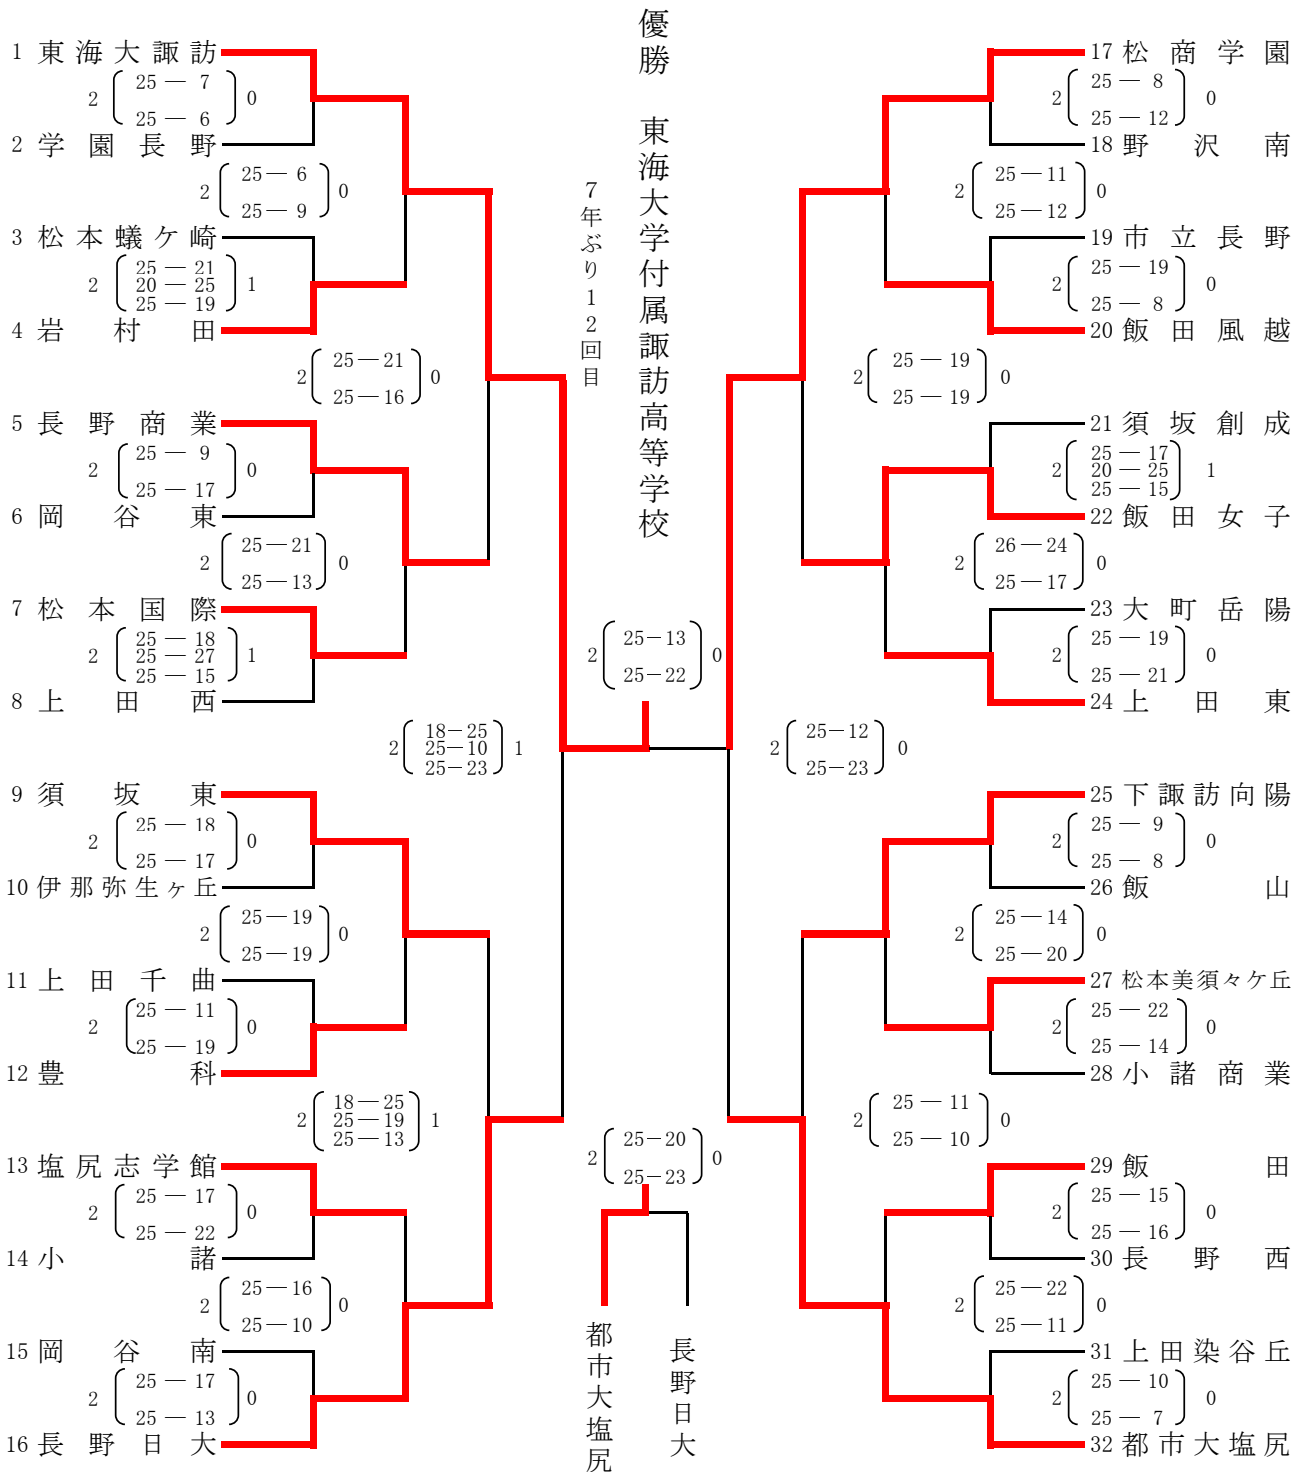 優勝　東海大学付属諏訪高等学校
7年ぶり12回目
1 東海大諏訪
2 25 — 7 0
25 — 6
2 学園長野
2 25 — 6 0
25 — 9
3 松本蟻ケ崎
25 — 21
2 20 — 25 1
25 — 19
4 岩村田
2 25 — 21 0
25 — 16
5 長野商業
2 25 — 9 0
25 — 17
6 岡谷東
2 25 — 21 0
25 — 13
7 松本国際
25 — 18
2 25 — 27 1
25 — 15
8 上田西
18 — 25
2 25 — 10 1
25 — 23
9 須坂東
2 25 — 18 0
25 — 17
10 伊那弥生ヶ丘
2 25 — 19 0
25 — 19
11 上田千曲
2 25 — 11 0
25 — 19
12 豊科
18 — 25
2 25 — 19 1
25 — 13
13 塩尻志学館
2 25 — 17 0
25 — 22
14 小諸
2 25 — 16 0
25 — 10
15 岡谷南
2 25 — 17 0
25 — 13
16 長野日大
2 25 — 13 0
25 — 22
2 25 — 20 0
25 — 23
都市大塩尻
長野日大
17 松商学園
2 25 — 8 0
25 — 12
18 野沢南
2 25 — 11 0
25 — 12
19 市立長野
2 25 — 19 0
25 — 8
20 飯田風越
2 25 — 19 0
25 — 19
21 須坂創成
25 — 17
2 20 — 25 1
25 — 15
22 飯田女子
2 26 — 24 0
25 — 17
23 大町岳陽
2 25 — 19 0
25 — 21
24 上田東
2 25 — 12 0
25 — 23
25 下諏訪向陽
2 25 — 9 0
25 — 8
26 飯山
2 25 — 14 0
25 — 20
27 松本美須々ケ丘
2 25 — 22 0
25 — 14
28 小諸商業
2 25 — 11 0
25 — 10
29 飯田
2 25 — 15 0
25 — 16
30 長野西
2 25 — 22 0
25 — 11
31 上田染谷丘
2 25 — 10 0
25 — 7
32 都市大塩尻